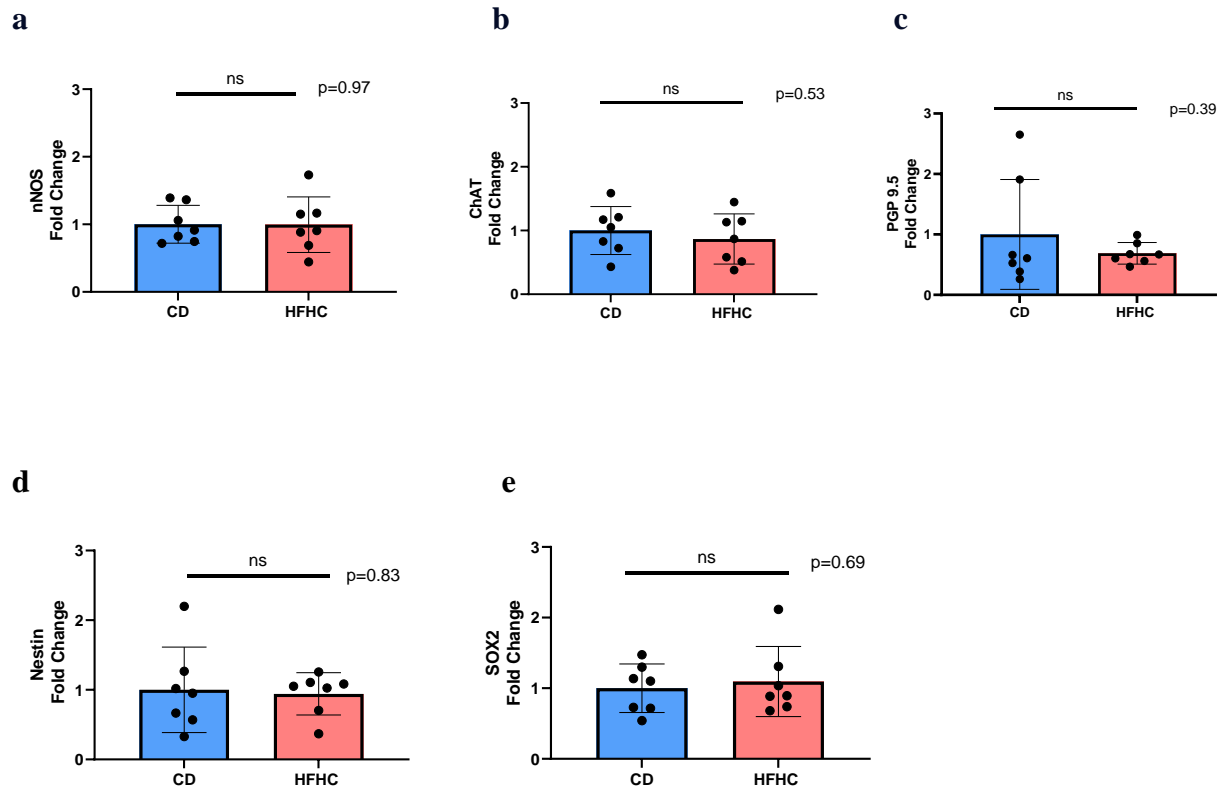 a
b
c
ns
p=0.97
3
2
1
0
nNOS
Fold Change
CD
HFHC
ns
p=0.53
3
2
1
0
ChAT
Fold Change
CD
HFHC
ns
p=0.39
3
2
1
0
PGP 9.5
Fold Change
CD
HFHC
d
e
ns
p=0.83
3
2
1
0
Nestin
Fold Change
CD
HFHC
ns
p=0.69
3
2
1
0
SOX2
Fold Change
CD
HFHC